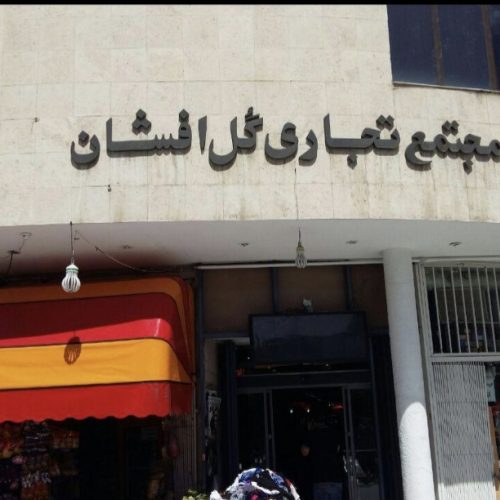 مجتمع تجاری گل افشان